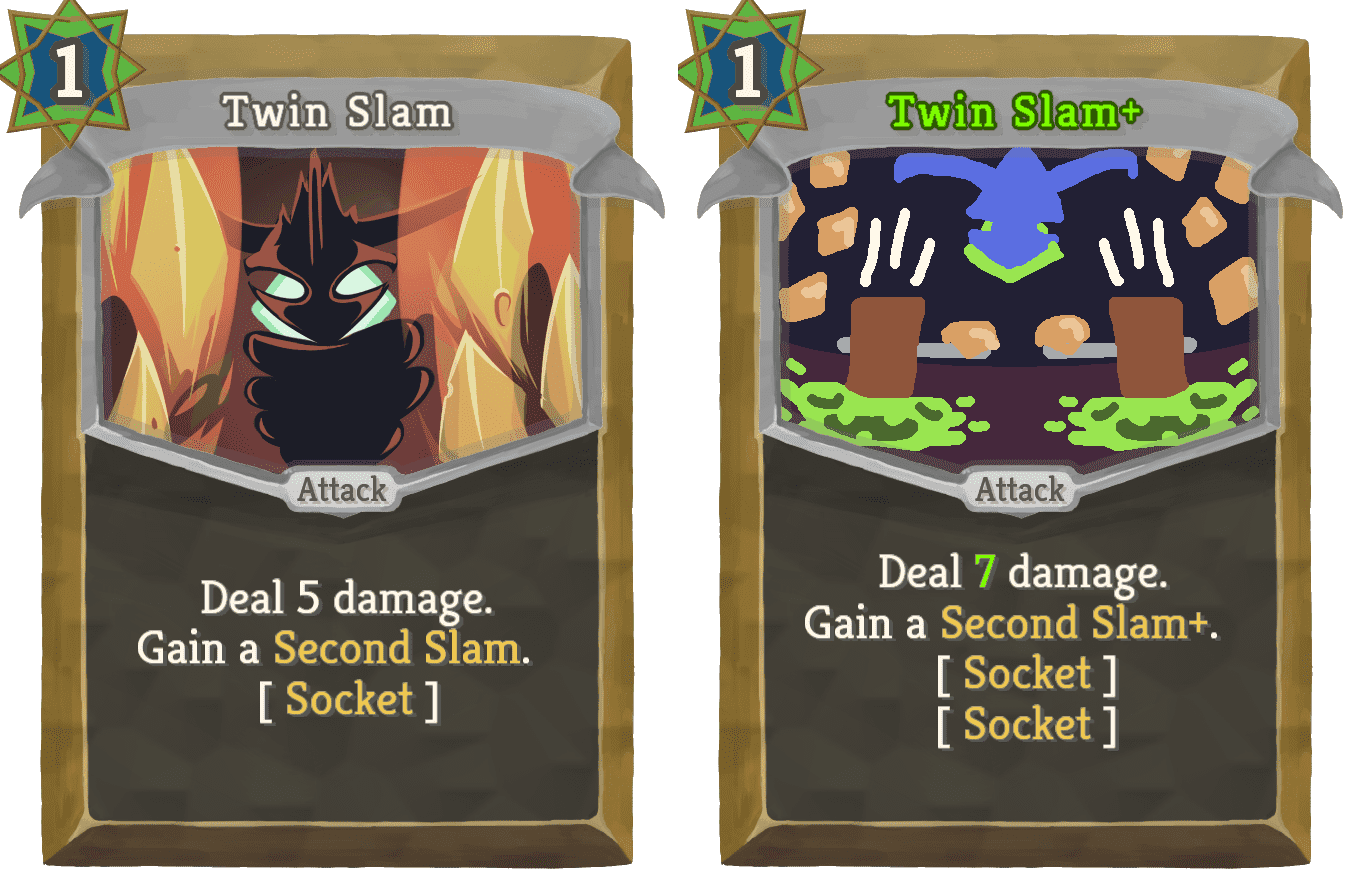 1
Twin Slam
Attack
Deal 5 damage.
Gain a Second Slam.
[ Socket ]
1
Twin Slam+
Attack
Deal 7 damage.
Gain a Second Slam+.
[ Socket ]
[ Socket ]